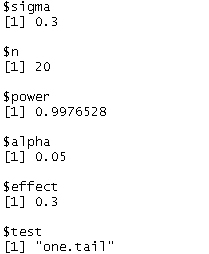 $sigma
[1] 0.3
$n
[1] 20
$power
[1] 0.9976528
$alpha
[1] 0.05
$effect
[1] 0.3
$test
[1] "one.tail"